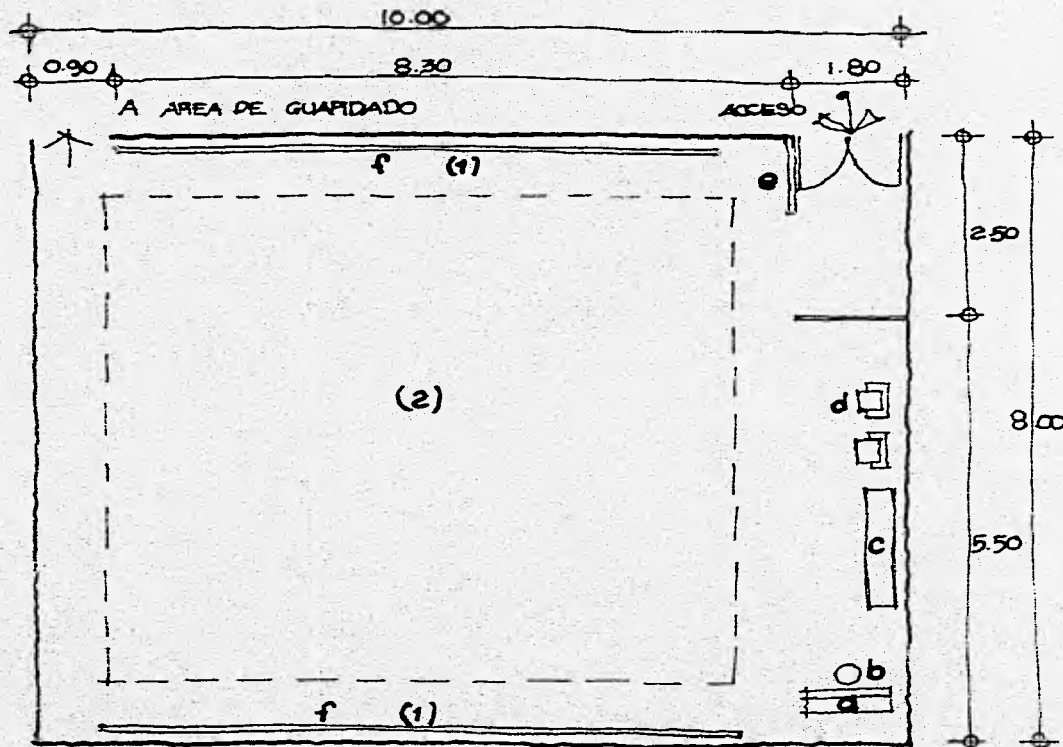 10.00
0.90 8.30 1.80
A AREA DE GUARDADO ACCESO
f (1)
e
2.50
(2)
d
8.00
c
5.50
b
a
f (1)